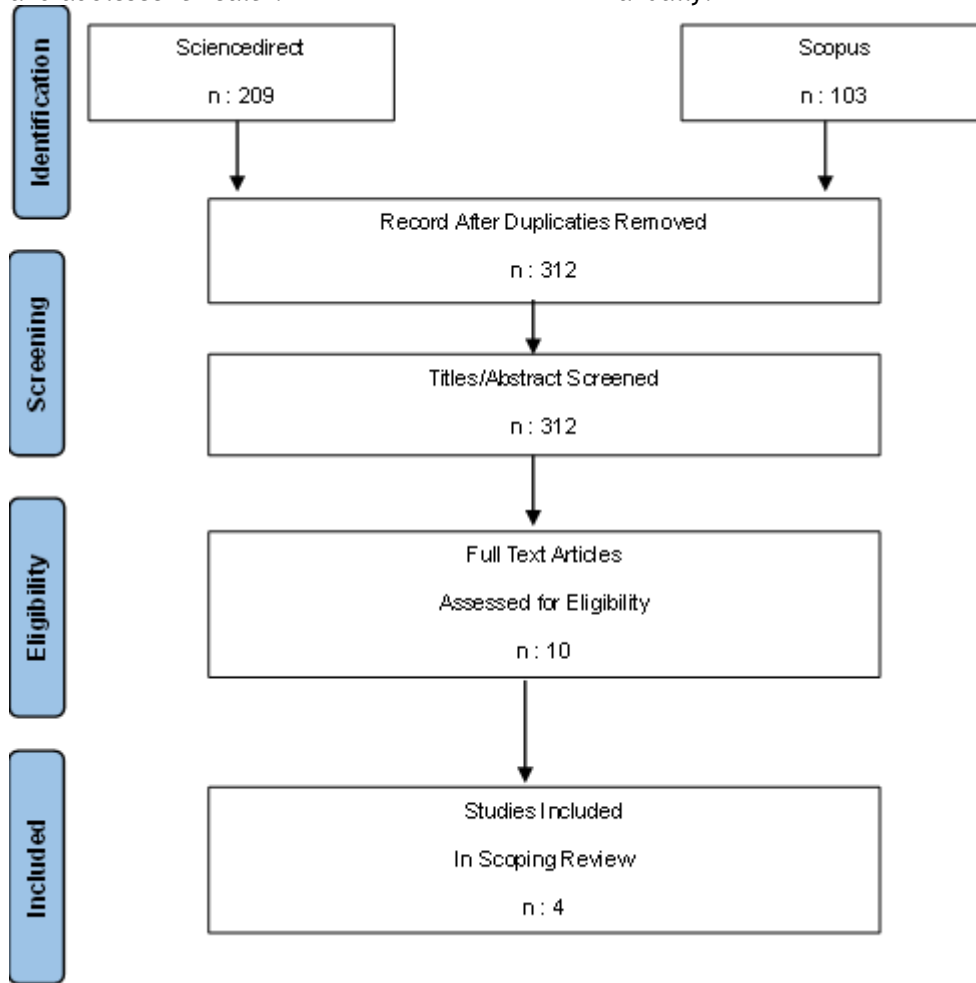 Identification
Sciencedirect
n : 209
Scopus
n : 103
Record After Duplicaties Removed
n : 312
Screening
Titles/Abstract Screened
n : 312
Eligibility
Full Text Articles
Assessed for Eligibility
n : 10
Included
Studies Included
In Scoping Review
n : 4